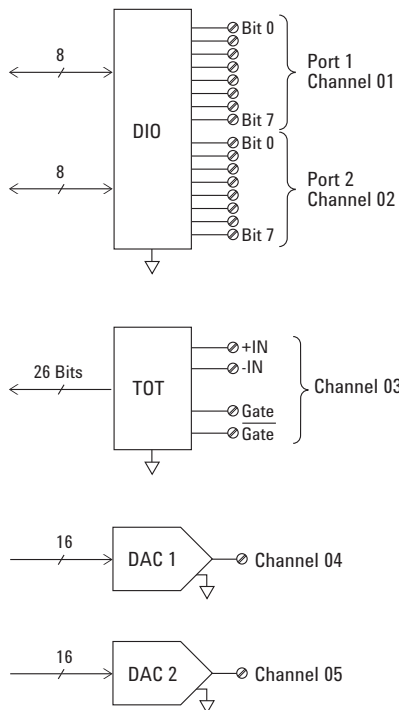 8
DIO
Bit 0
Bit 7
Port 1
Channel 01
8
Bit 0
Bit 7
Port 2
Channel 02
26 Bits
TOT
+IN
-IN
Gate
Gate
Channel 03
16
DAC 1
Channel 04
16
DAC 2
Channel 05